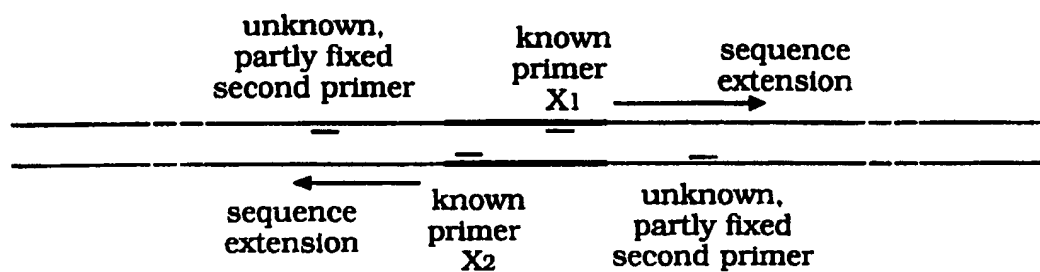 unknown,
partly fixed
second primer
known
primer
X1
sequence
extension
sequence
extension
known
primer
X2
unknown,
partly fixed
second primer